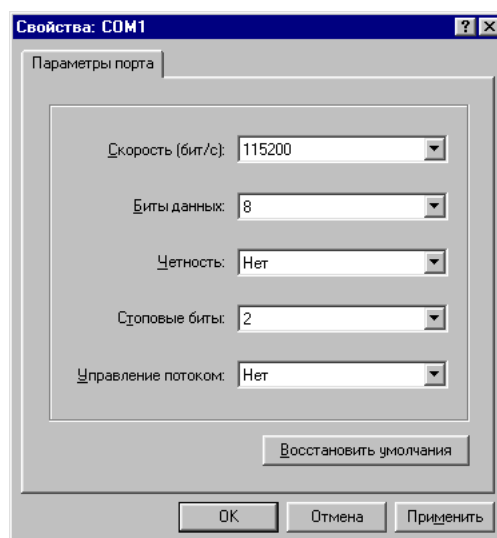 Свойства: COM1
Параметры порта
Скорость (бит/с): 115200
Биты данных: 8
Четность: Нет
Стоповые биты: 2
Управление потоком: Нет
Восстановить умолчания
OK Отмена Применить